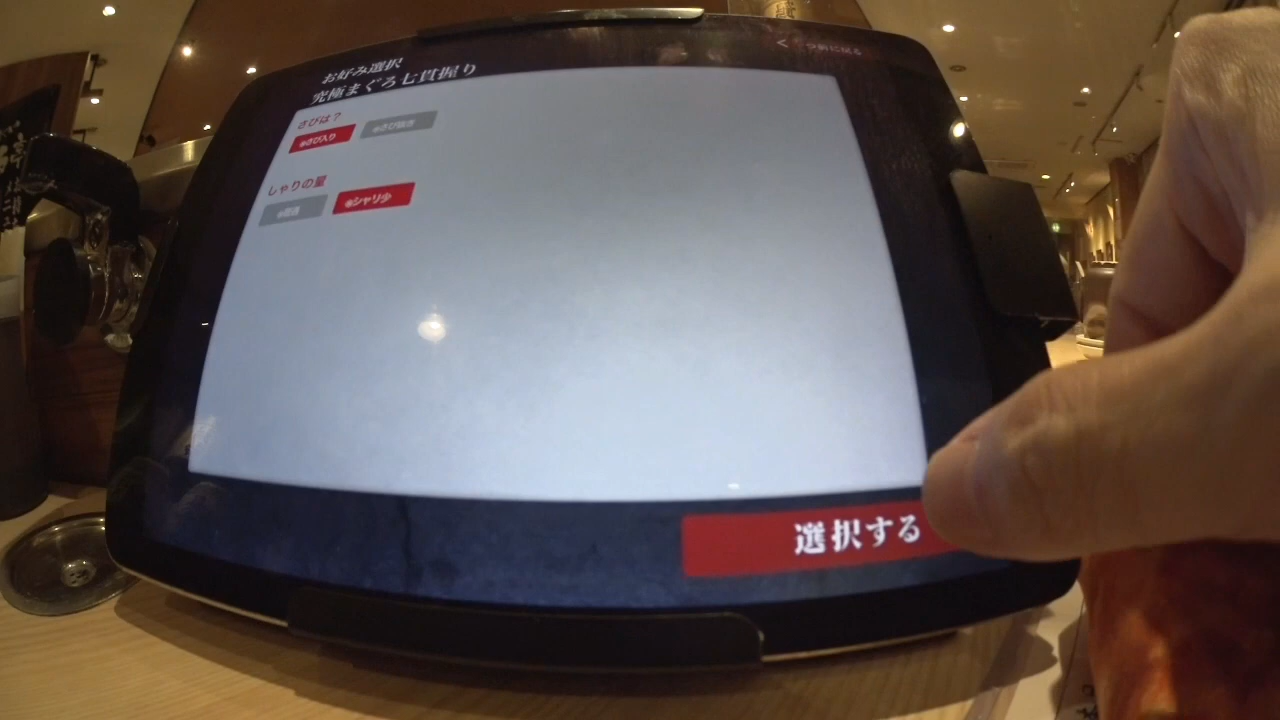 お好み選択
究極まぐろ七貫握り
さびは？
●さび入り ●さび抜き
しゃりの量
●普通 ●シャリ少
選択する